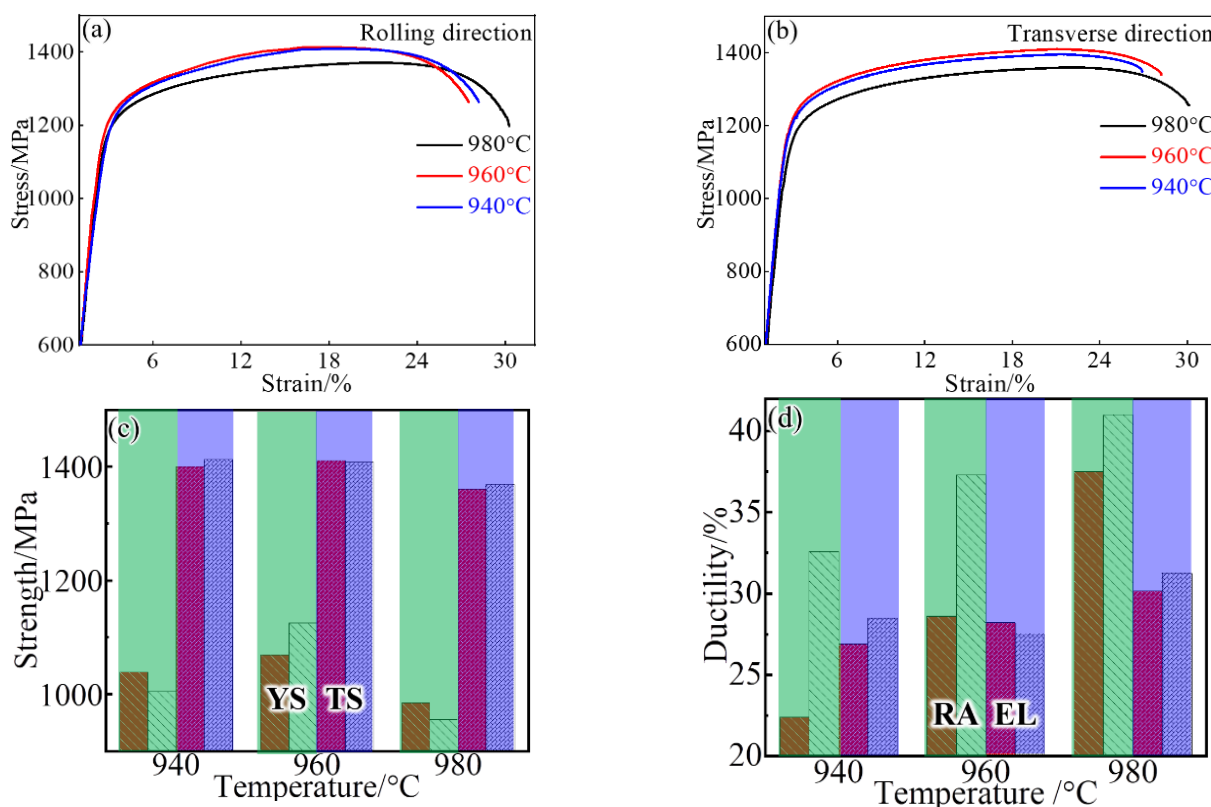 (a)
Rolling direction
1400
1200
1000
800
600
Stress/MPa
980°C
960°C
940°C
6
12
18
24
30
Strain/%
(b)
Transverse direction
1400
1200
1000
800
600
Stress/MPa
980°C
960°C
940°C
6
12
18
24
30
Strain/%
(c)
1400
1200
1000
Strength/MPa
YS
TS
940
960
980
Temperature/°C
(d)
40
35
30
25
20
Ductility/%
RA
EL
940
960
980
Temperature /°C